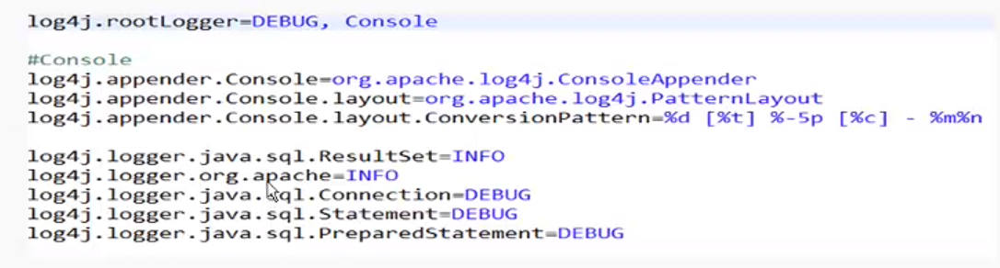 log4j.rootLogger=DEBUG, Console
#Console
log4j.appender.Console=org.apache.log4j.ConsoleAppender
log4j.appender.Console.layout=org.apache.log4j.PatternLayout
log4j.appender.Console.layout.ConversionPattern=%d [%t] %-5p [%c] - %m%n
log4j.logger.java.sql.ResultSet=INFO
log4j.logger.org.apache=INFO
log4j.logger.java.sql.Connection=DEBUG
log4j.logger.java.sql.Statement=DEBUG
log4j.logger.java.sql.PreparedStatement=DEBUG